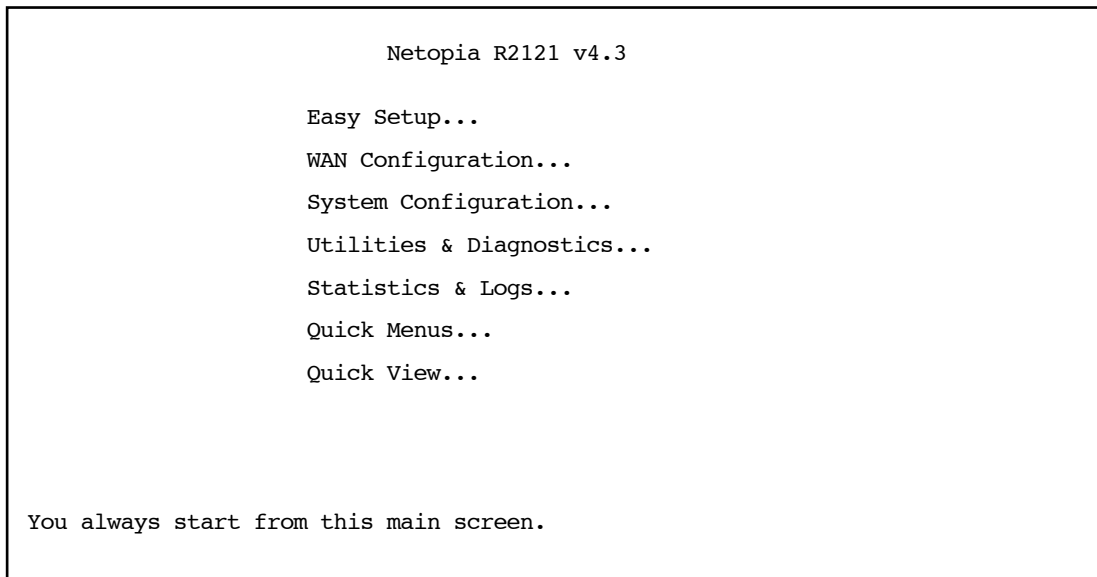 Netopia R2121 v4.3
Easy Setup...
WAN Configuration...
System Configuration...
Utilities & Diagnostics...
Statistics & Logs...
Quick Menus...
Quick View...
You always start from this main screen.